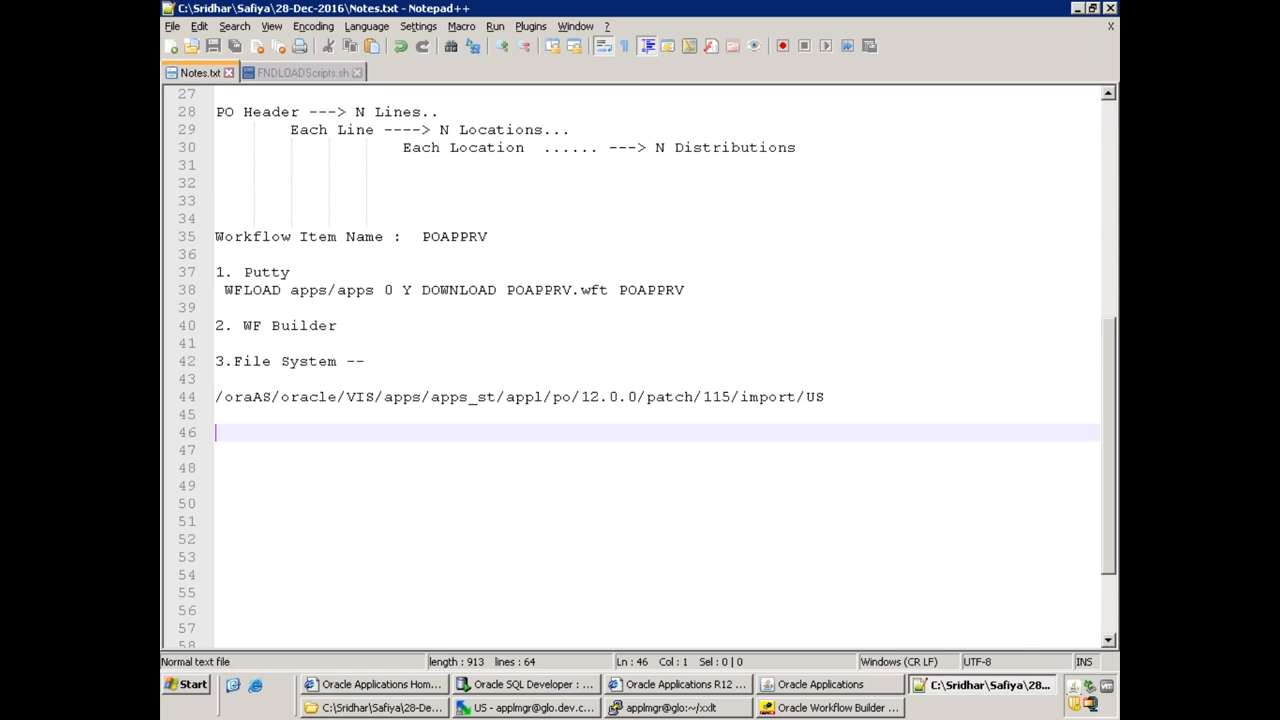 C:\Sridhar\Safiya\28-Dec-2016\Notes.txt - Notepad++
File Edit Search View Encoding Language Settings Macro Run Plugins Window ? X
Notes.txt FNDLOADScripts.sh
27
28 PO Header ---> N Lines..
29 Each Line ----> N Locations...
30 Each Location ...... ---> N Distributions
31
32
33
34
35 Workflow Item Name : POAPPRV
36
37 1. Putty
38 WFLOAD apps/apps 0 Y DOWNLOAD POAPPRV.wft POAPPRV
39
40 2. WF Builder
41
42 3.File System --
43
44 /oraAS/oracle/VIS/apps/apps_st/appl/po/12.0.0/patch/115/import/US
45
46
47
48
49
50
51
52
53
54
55
56
57
58
Normal text file length : 913 lines : 64 Ln : 46 Col : 1 Sel : 0 | 0 Windows (CR LF) UTF-8 INS
Start Oracle Applications Hom... Oracle SQL Developer : ... Oracle Applications R12 ... Oracle Applications C:\Sridhar\Safiya\28...
C:\Sridhar\Safiya\28-De... US - applmgr@glo.dev.c... applmgr@glo:~/xxlt Oracle Workflow Builder ...